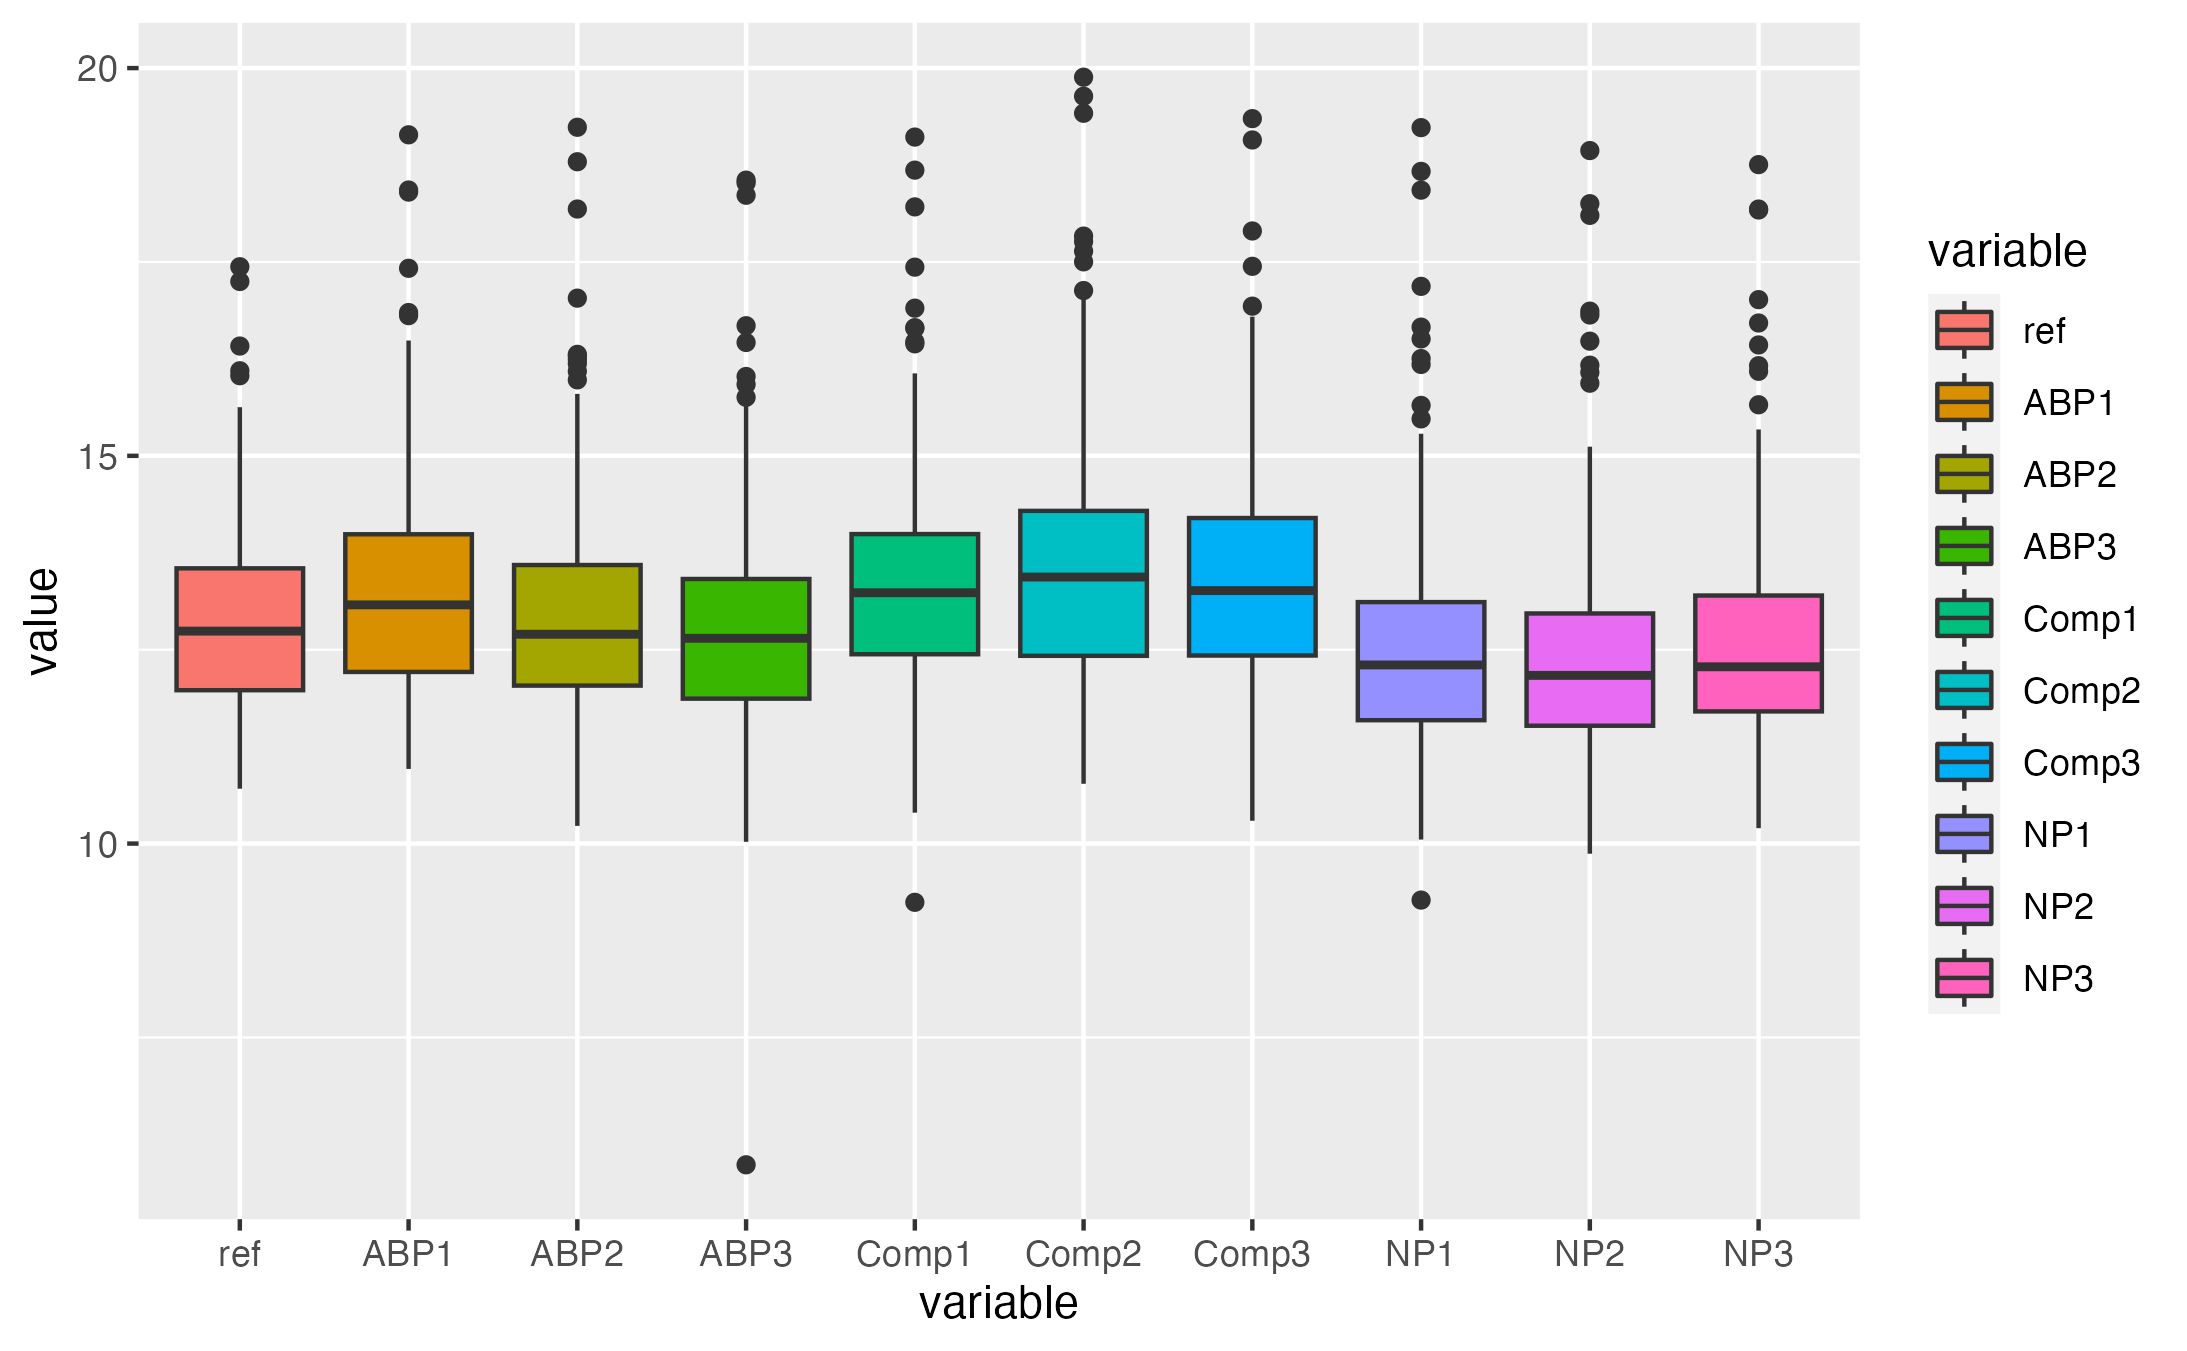 20
15
10
value
ref
ABP1
ABP2
ABP3
Comp1
Comp2
Comp3
NP1
NP2
NP3
variable
variable
ref
ABP1
ABP2
ABP3
Comp1
Comp2
Comp3
NP1
NP2
NP3